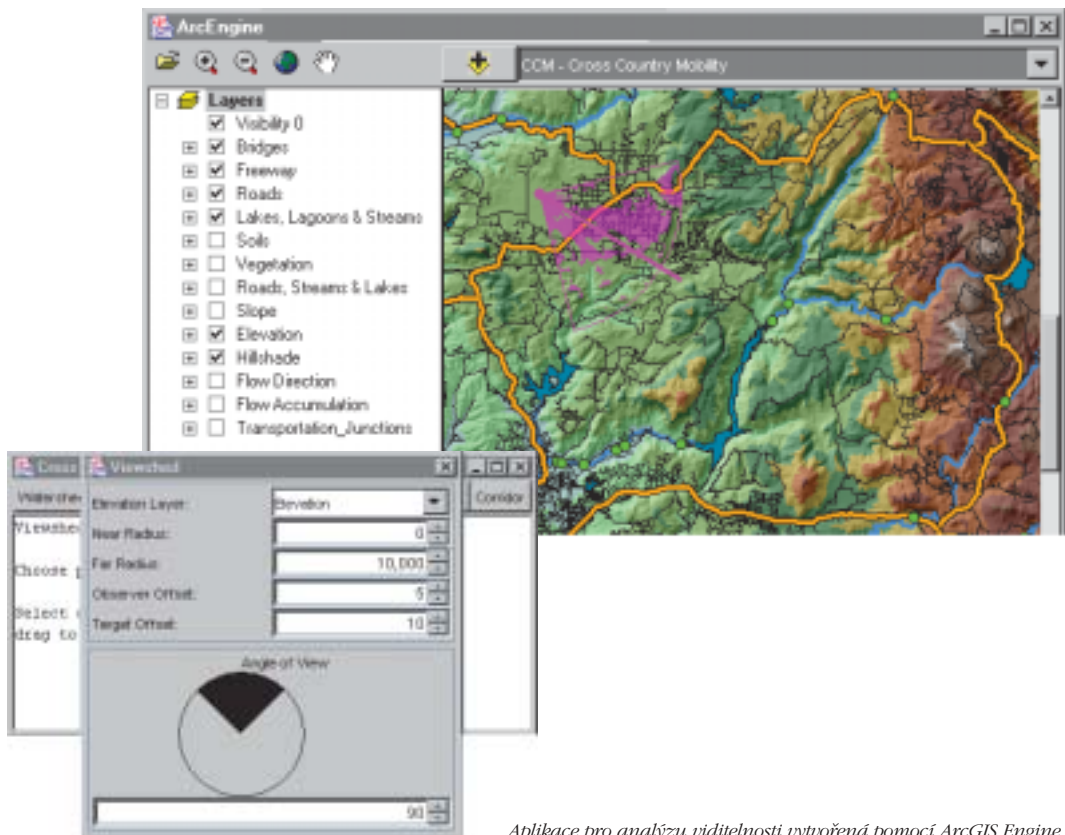 ArcEngine
CCM - Cross Country Mobility
Layers
Visibility 0
Bridges
Freeway
Roads
Lakes, Lagoons & Streams
Soils
Vegetation
Roads, Streams & Lakes
Slope
Elevation
Hillshade
Flow Direction
Flow Accumulation
Transportation_Junctions
Cross
Viewshed
Corridor
Elevation Layer:
Elevation
Near Radius:
0
Far Radius:
10,000
Observer Offset:
5
Target Offset:
10
Choose
Select
drag to
Angle of View
90
Aplikace pro analýzu viditelnosti vytvořená pomocí ArcGIS Engine